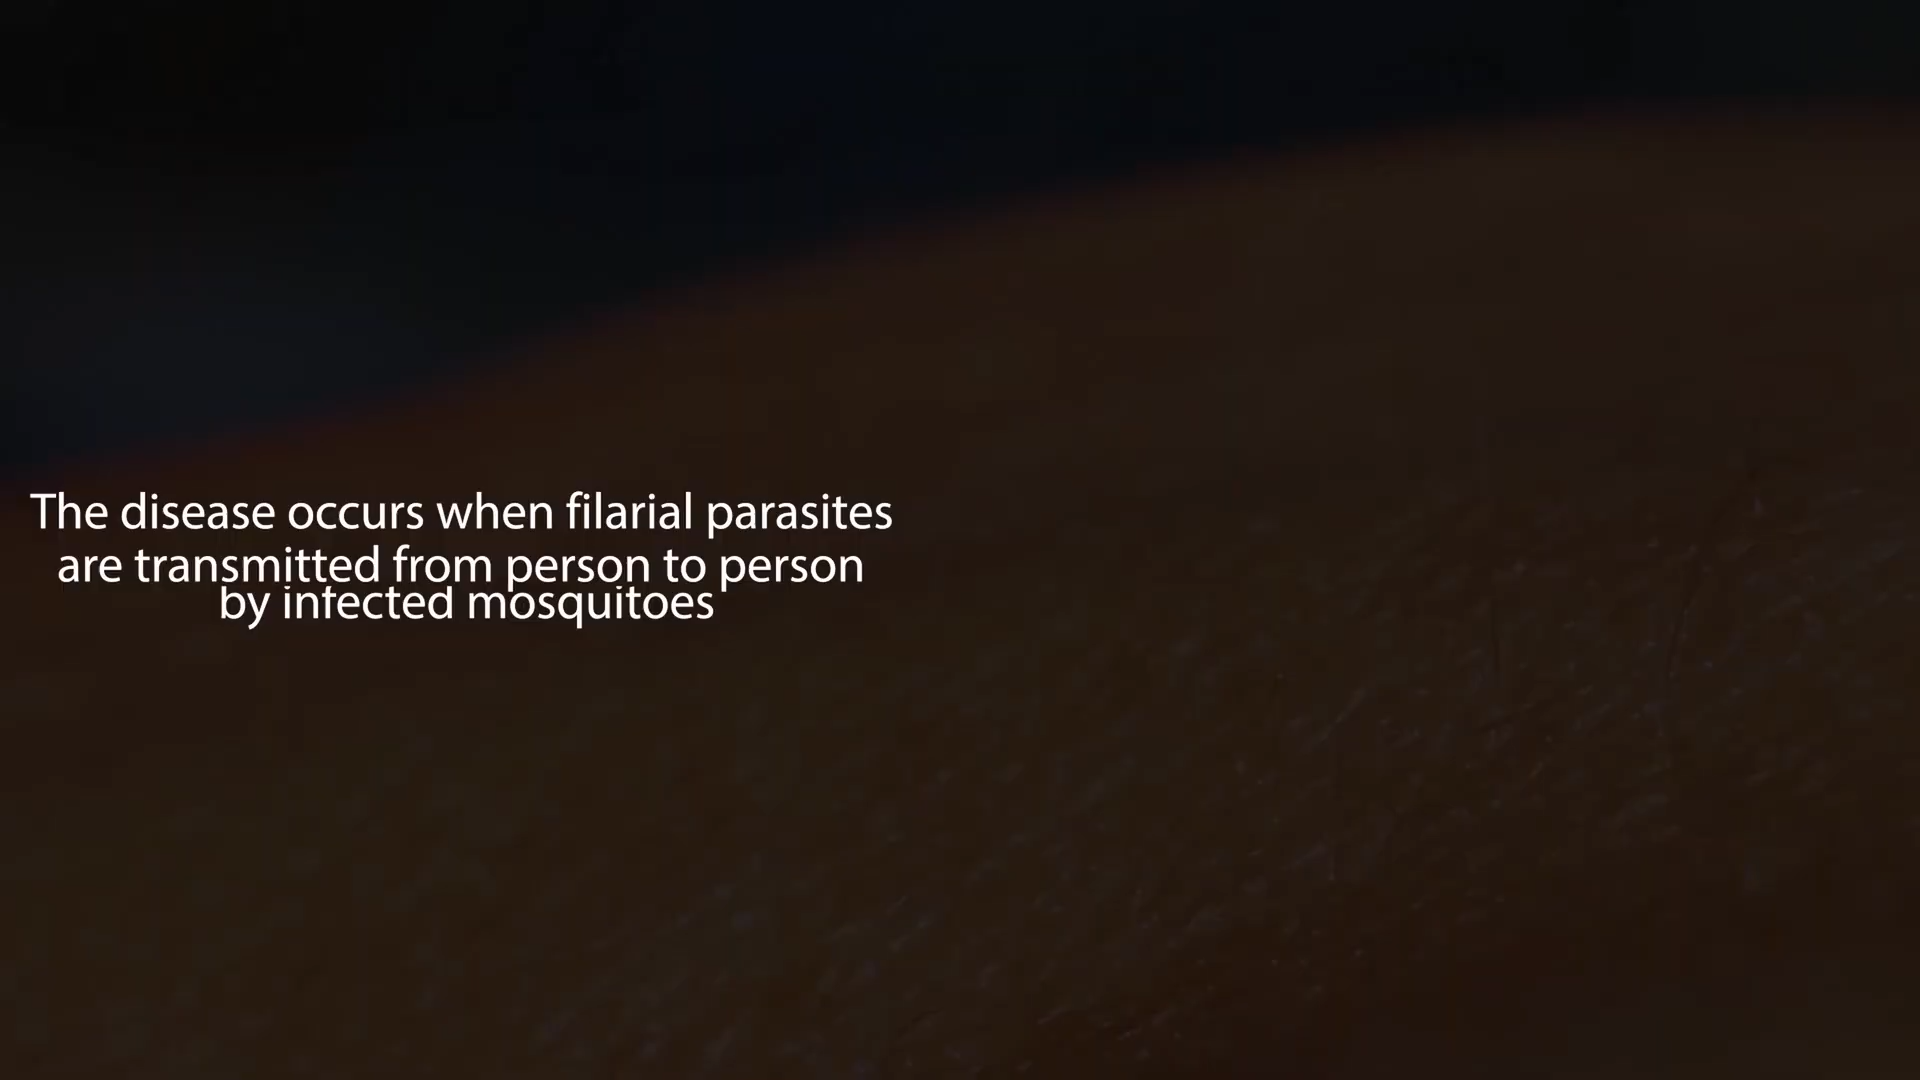 The disease occurs when filarial parasites
are transmitted from person to person
by infected mosquitoes